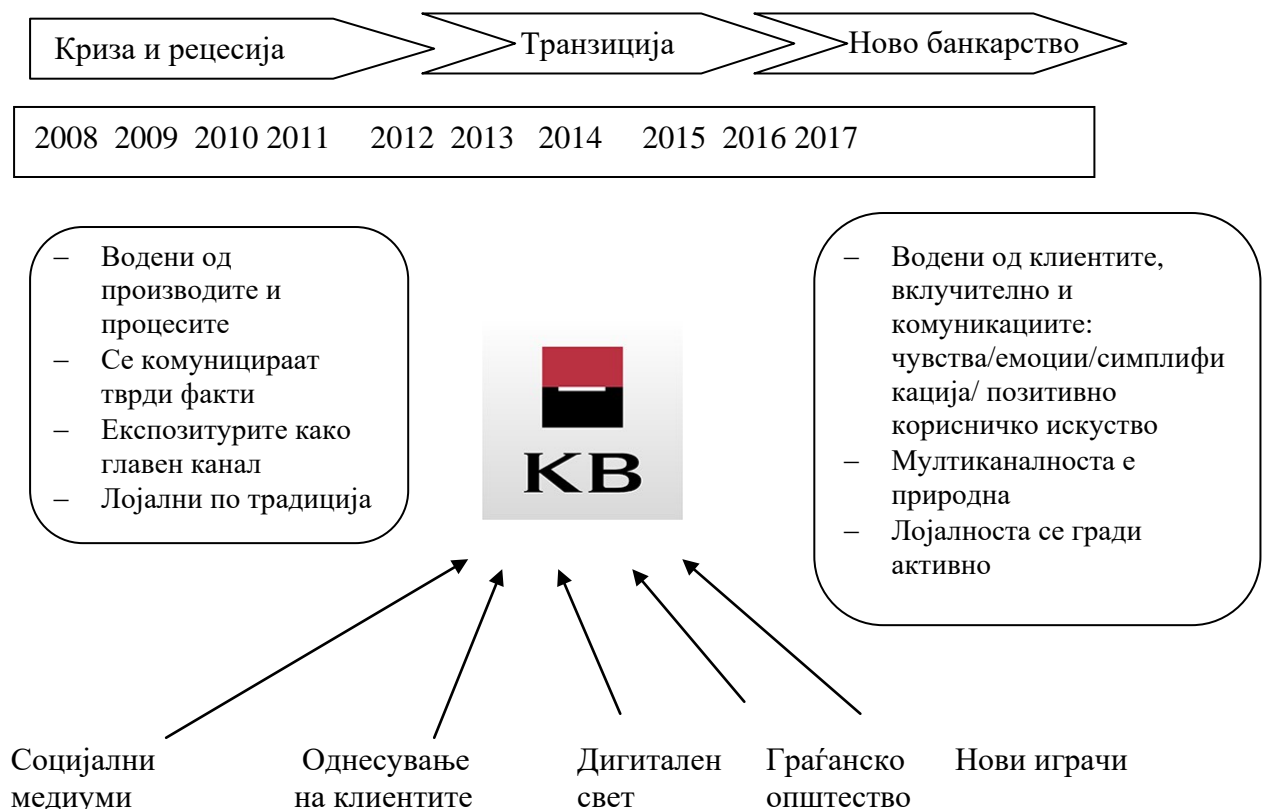 Криза и рецесија
Транзиција
Ново банкарство
2008 2009 2010 2011 2012 2013 2014 2015 2016 2017
– Водени од
производите и
процесите
– Се комуницираат
тврди факти
– Експозитурите како
главен канал
– Лојални по традиција
KB
– Водени од клиентите,
вклучително и
комуникациите:
чувства/емоции/симплифи
кација/ позитивно
корисничко искуство
– Мултиканалноста е
природна
– Лојалноста се гради
активно
Социјални
медиуми
Однесување
на клиентите
Дигитален
свет
Граѓанско
општество
Нови играчи